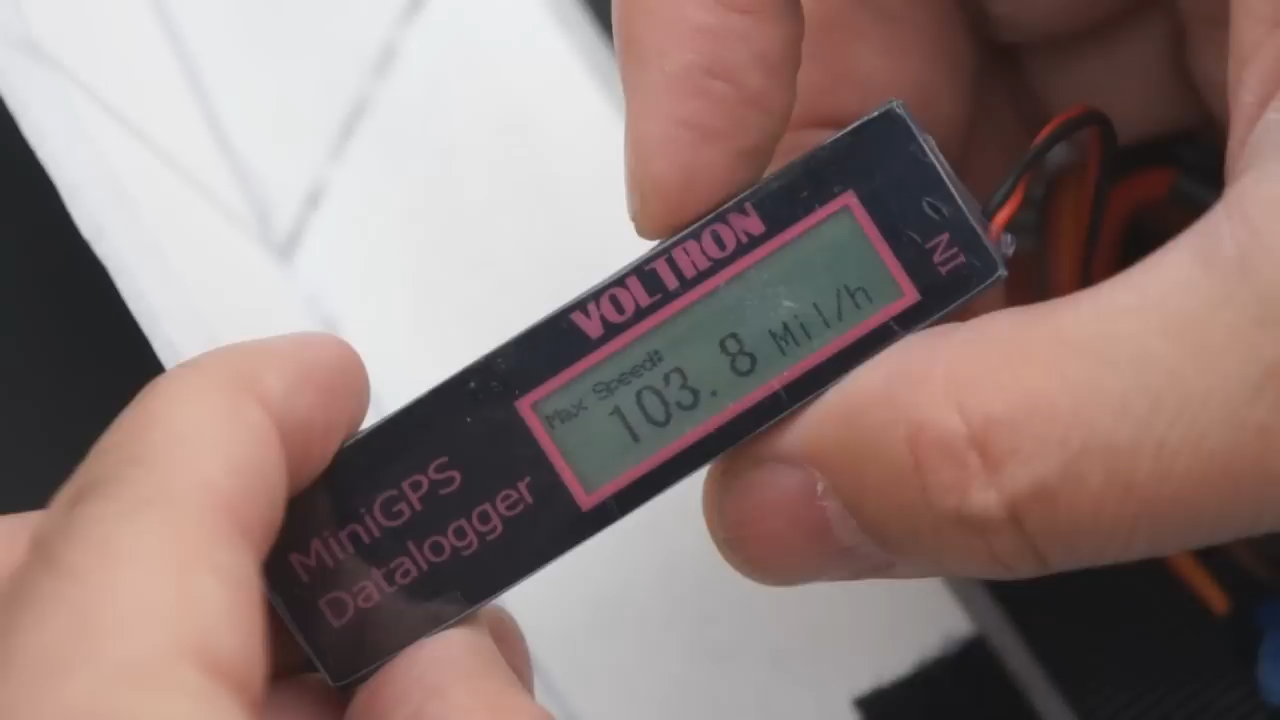 VOLTRON
IN
Max Speed:
103.8 Mil/h
MiniGPS
Datalogger